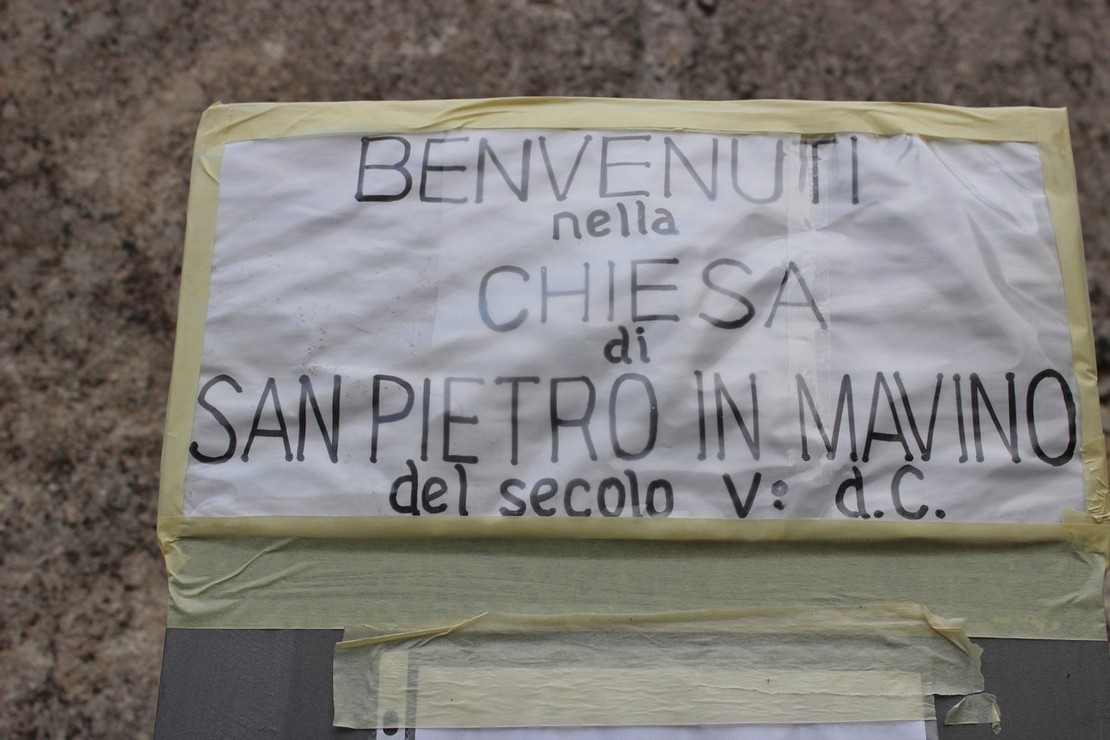 BENVENUTI
nella
CHIESA
di
SAN PIETRO IN MAVINO
del secolo V° d.C.